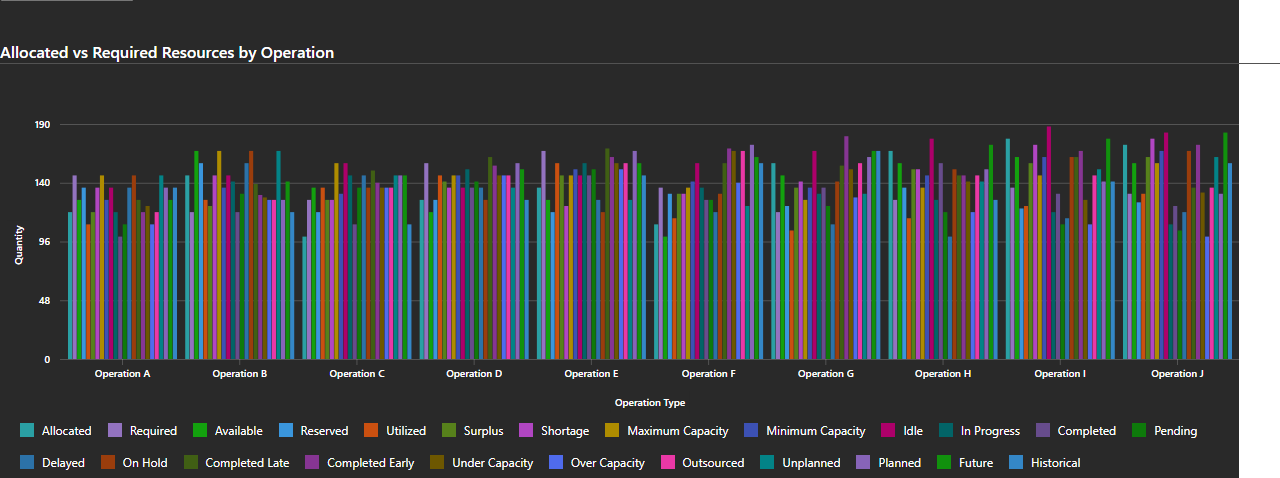 Allocated vs Required Resources by Operation
190
140
96
48
0
Quantity
Operation A Operation B Operation C Operation D Operation E Operation F Operation G Operation H Operation I Operation J
Operation Type
Allocated Required Available Reserved Utilized Surplus Shortage Maximum Capacity Minimum Capacity Idle In Progress Completed Pending
Delayed On Hold Completed Late Completed Early Under Capacity Over Capacity Outsourced Unplanned Planned Future Historical